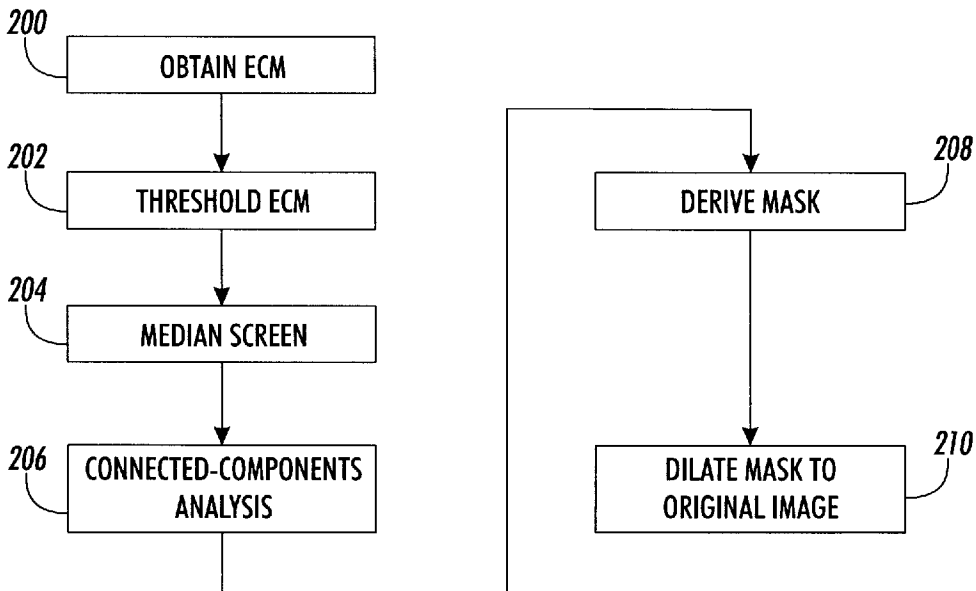 200
OBTAIN ECM
202
THRESHOLD ECM
204
MEDIAN SCREEN
206
CONNECTED-COMPONENTS
ANALYSIS
208
DERIVE MASK
210
DILATE MASK TO
ORIGINAL IMAGE